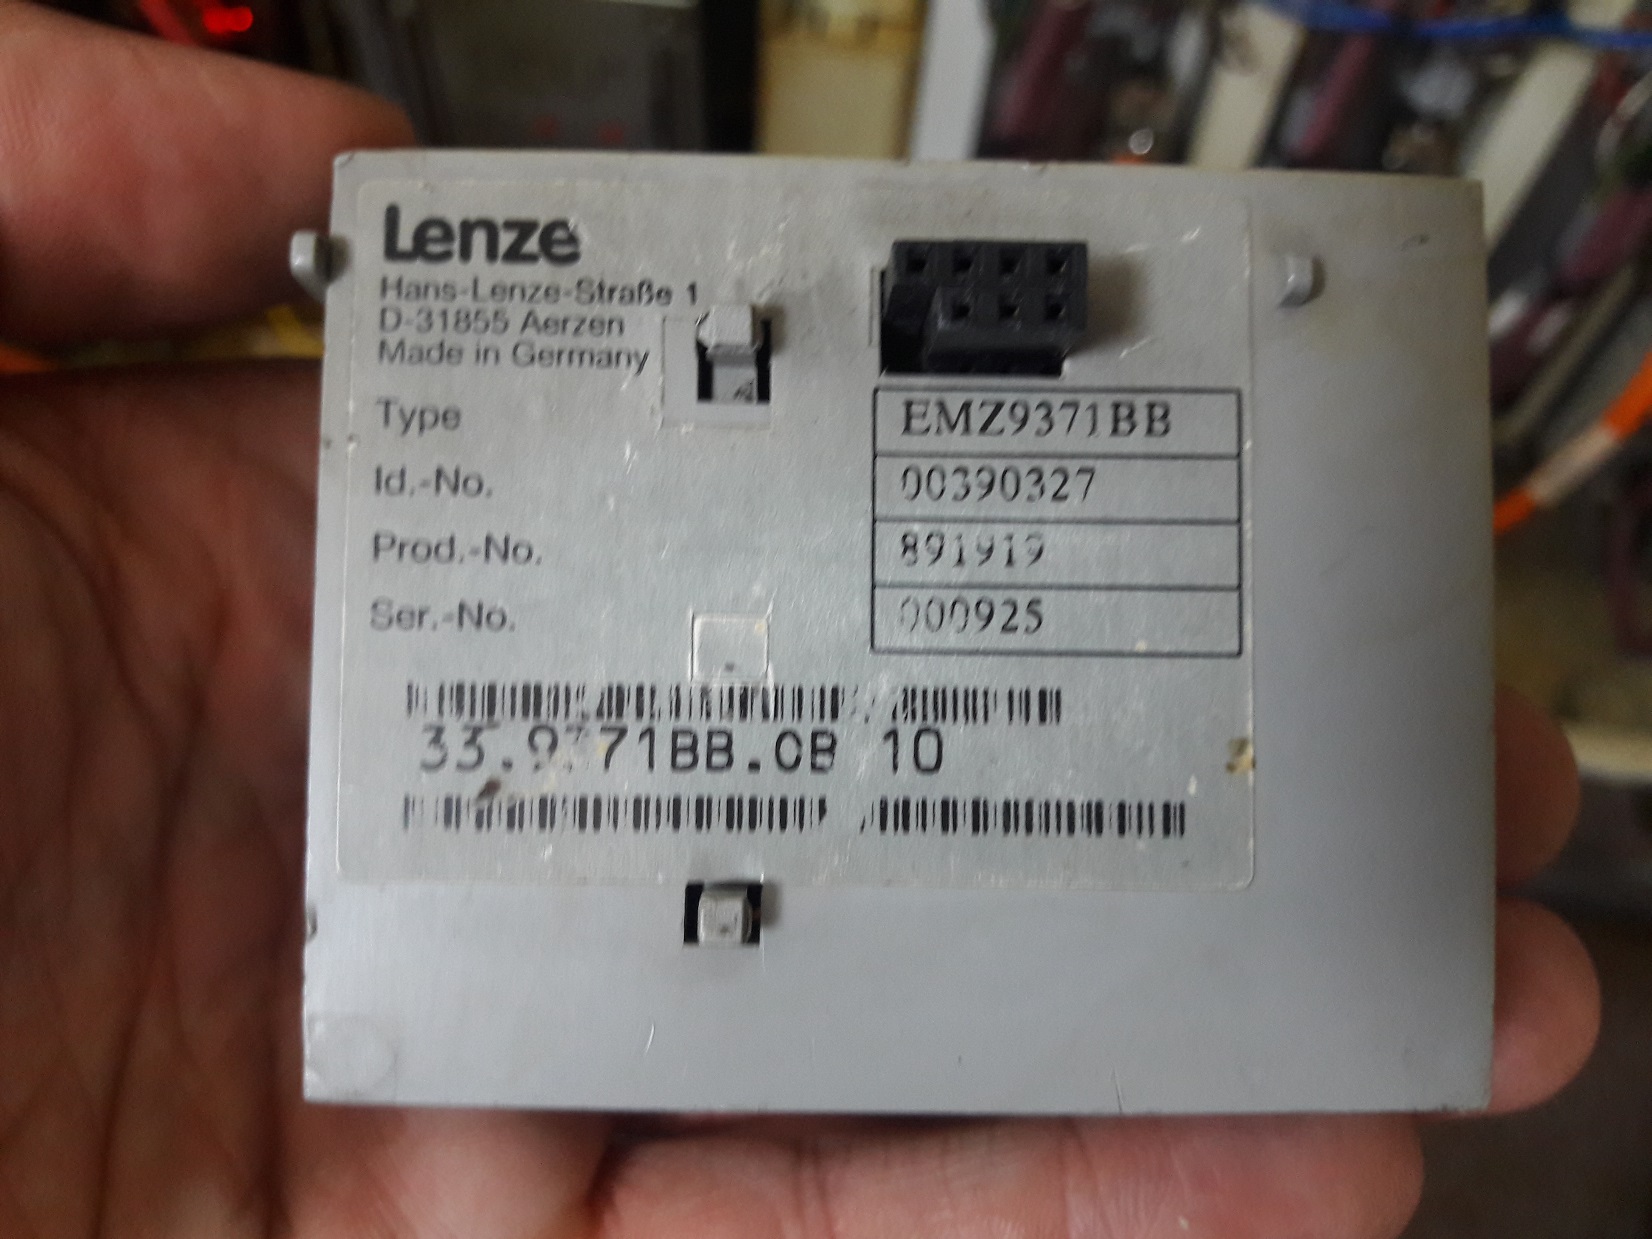 Lenze
Hans-Lenze-Straße 1
D-31855 Aerzen
Made in Germany
Type EMZ9371BB
Id.-No. 00390327
Prod.-No. 891919
Ser.-No. 000925
10